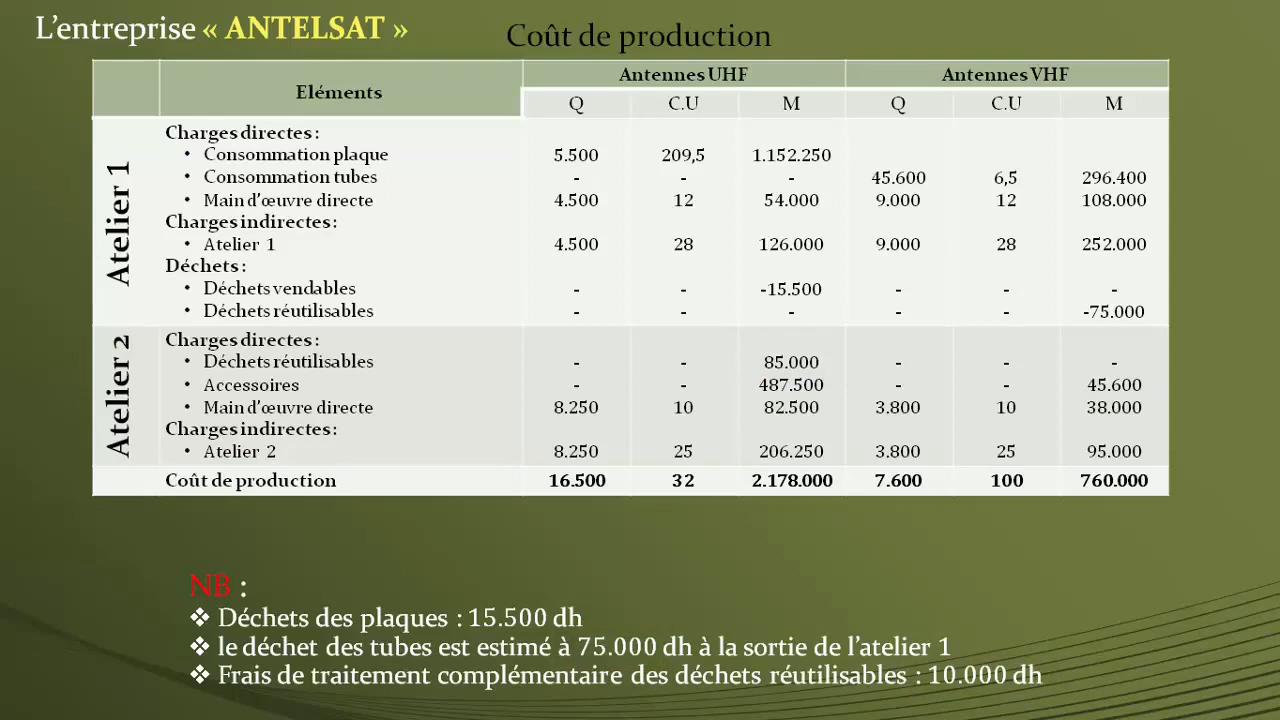 L'entreprise « ANTELSAT »
Coût de production
Eléments Antennes UHF Antennes VHF
Q C.U M Q C.U M
Atelier 1
Charges directes :
• Consommation plaque 5.500 209,5 1.152.250
• Consommation tubes - - - 45.600 6,5 296.400
• Main d'œuvre directe 4.500 12 54.000 9.000 12 108.000
Charges indirectes :
• Atelier 1 4.500 28 126.000 9.000 28 252.000
Déchets :
• Déchets vendables - - -15.500 - - -
• Déchets réutilisables - - - - - -75.000
Atelier 2
Charges directes :
• Déchets réutilisables - - 85.000 - - -
• Accessoires - - 487.500 - - 45.600
• Main d'œuvre directe 8.250 10 82.500 3.800 10 38.000
Charges indirectes :
• Atelier 2 8.250 25 206.250 3.800 25 95.000
Coût de production 16.500 32 2.178.000 7.600 100 760.000
NB :
❖ Déchets des plaques : 15.500 dh
❖ le déchet des tubes est estimé à 75.000 dh à la sortie de l'atelier 1
❖ Frais de traitement complémentaire des déchets réutilisables : 10.000 dh